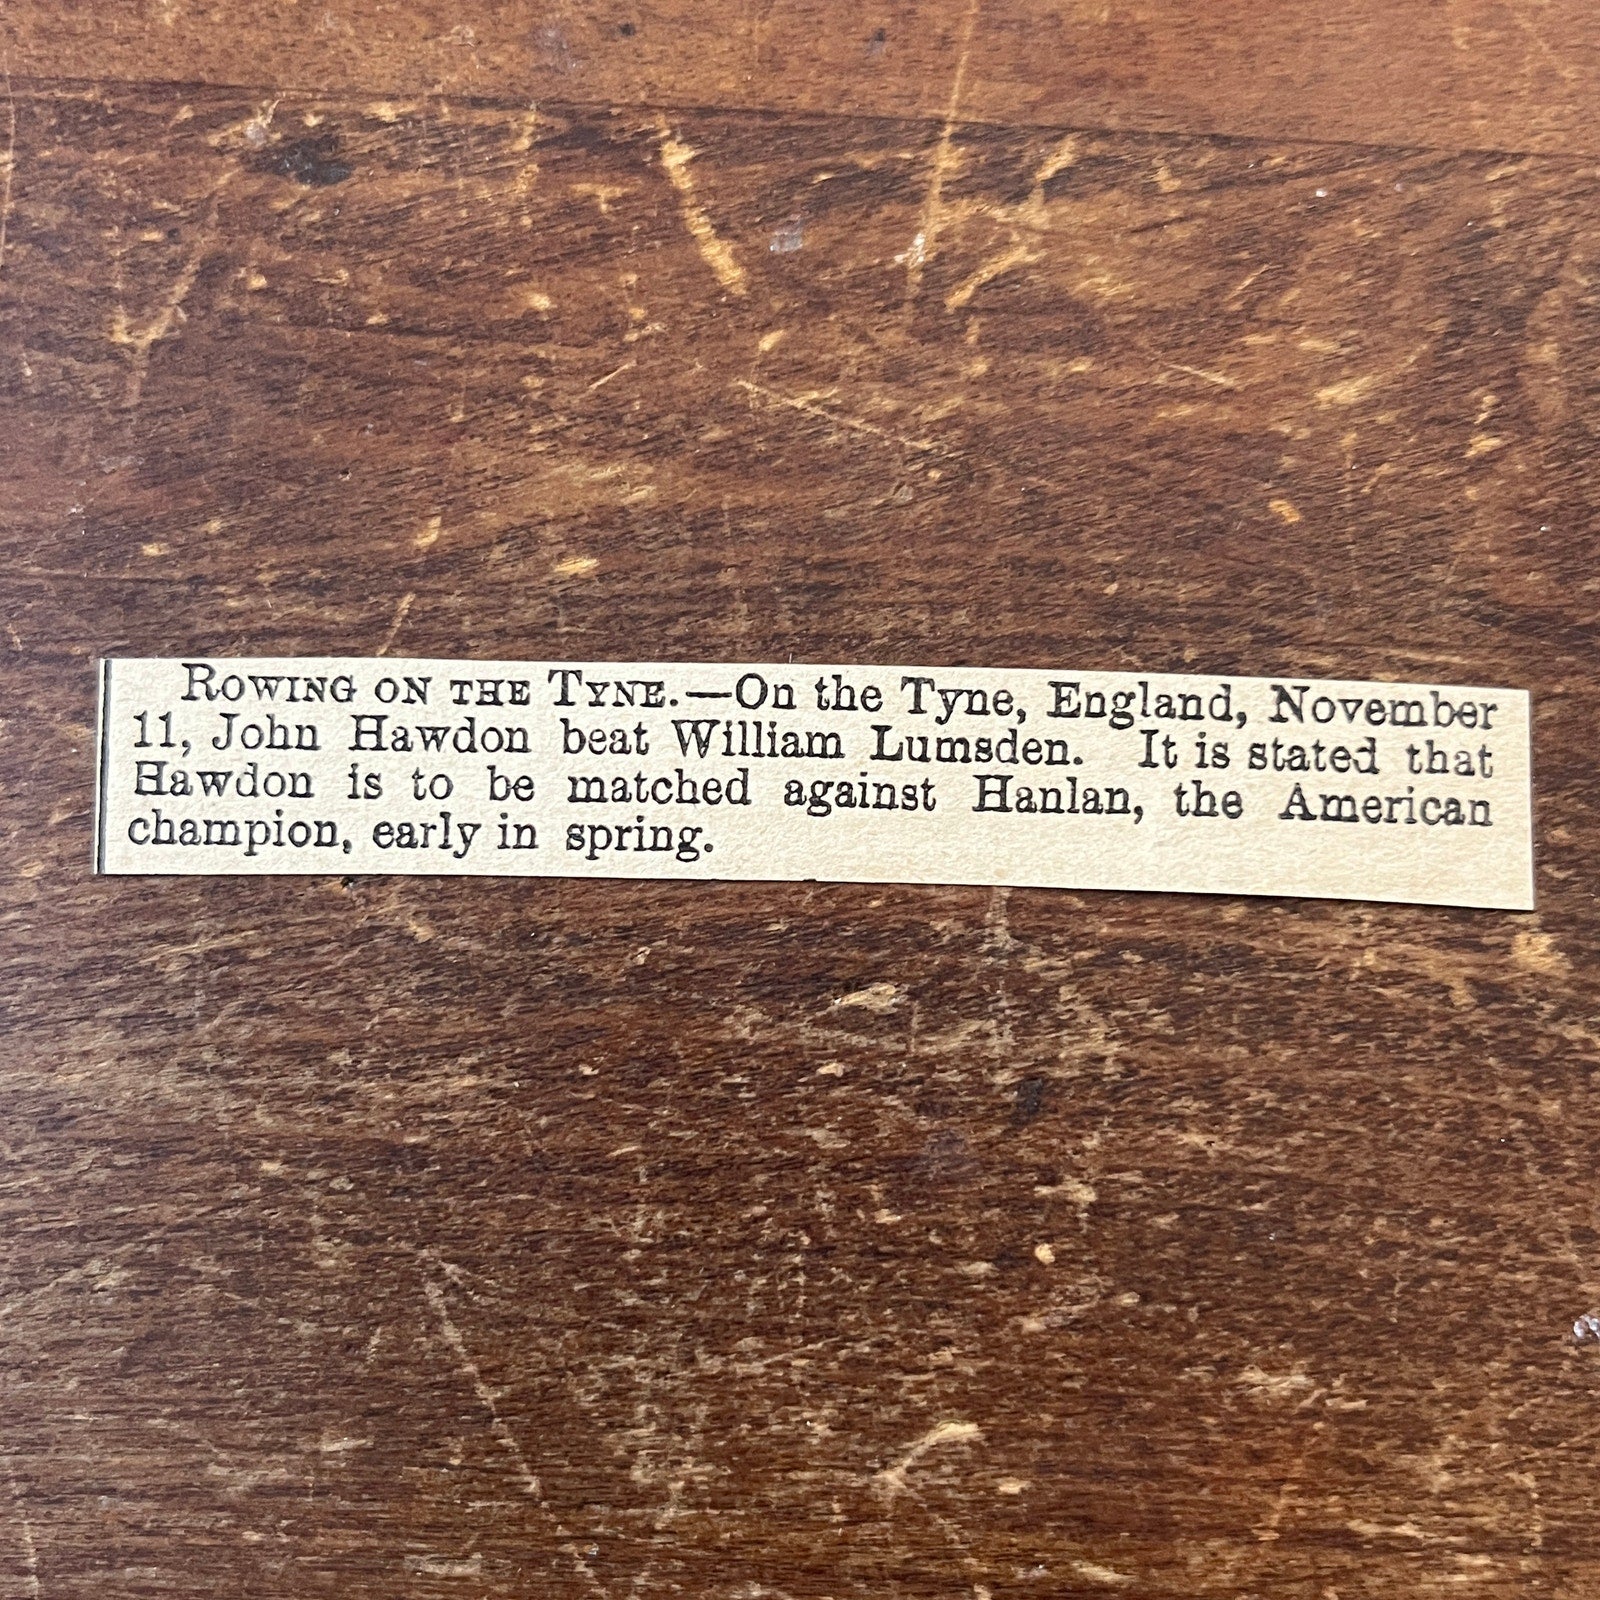 ROWING ON THE TYNE.—On the Tyne, England, November
11, John Hawdon beat William Lumsden. It is stated that
Hawdon is to be matched against Hanlan, the American
champion, early in spring.